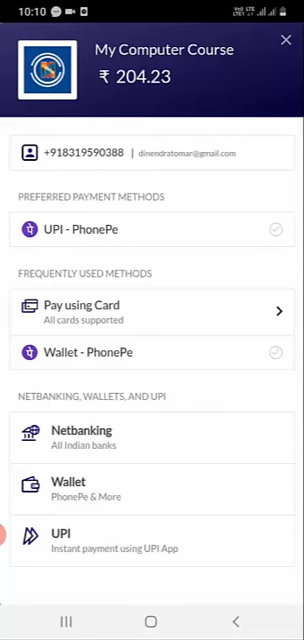 10:10
My Computer Course
₹ 204.23
+918319590388 | dinendratomar@gmail.com
PREFERRED PAYMENT METHODS
पे UPI - PhonePe
FREQUENTLY USED METHODS
Pay using Card
All cards supported
पे Wallet - PhonePe
NETBANKING, WALLETS, AND UPI
Netbanking
All Indian banks
Wallet
PhonePe & More
UPI
Instant payment using UPI App